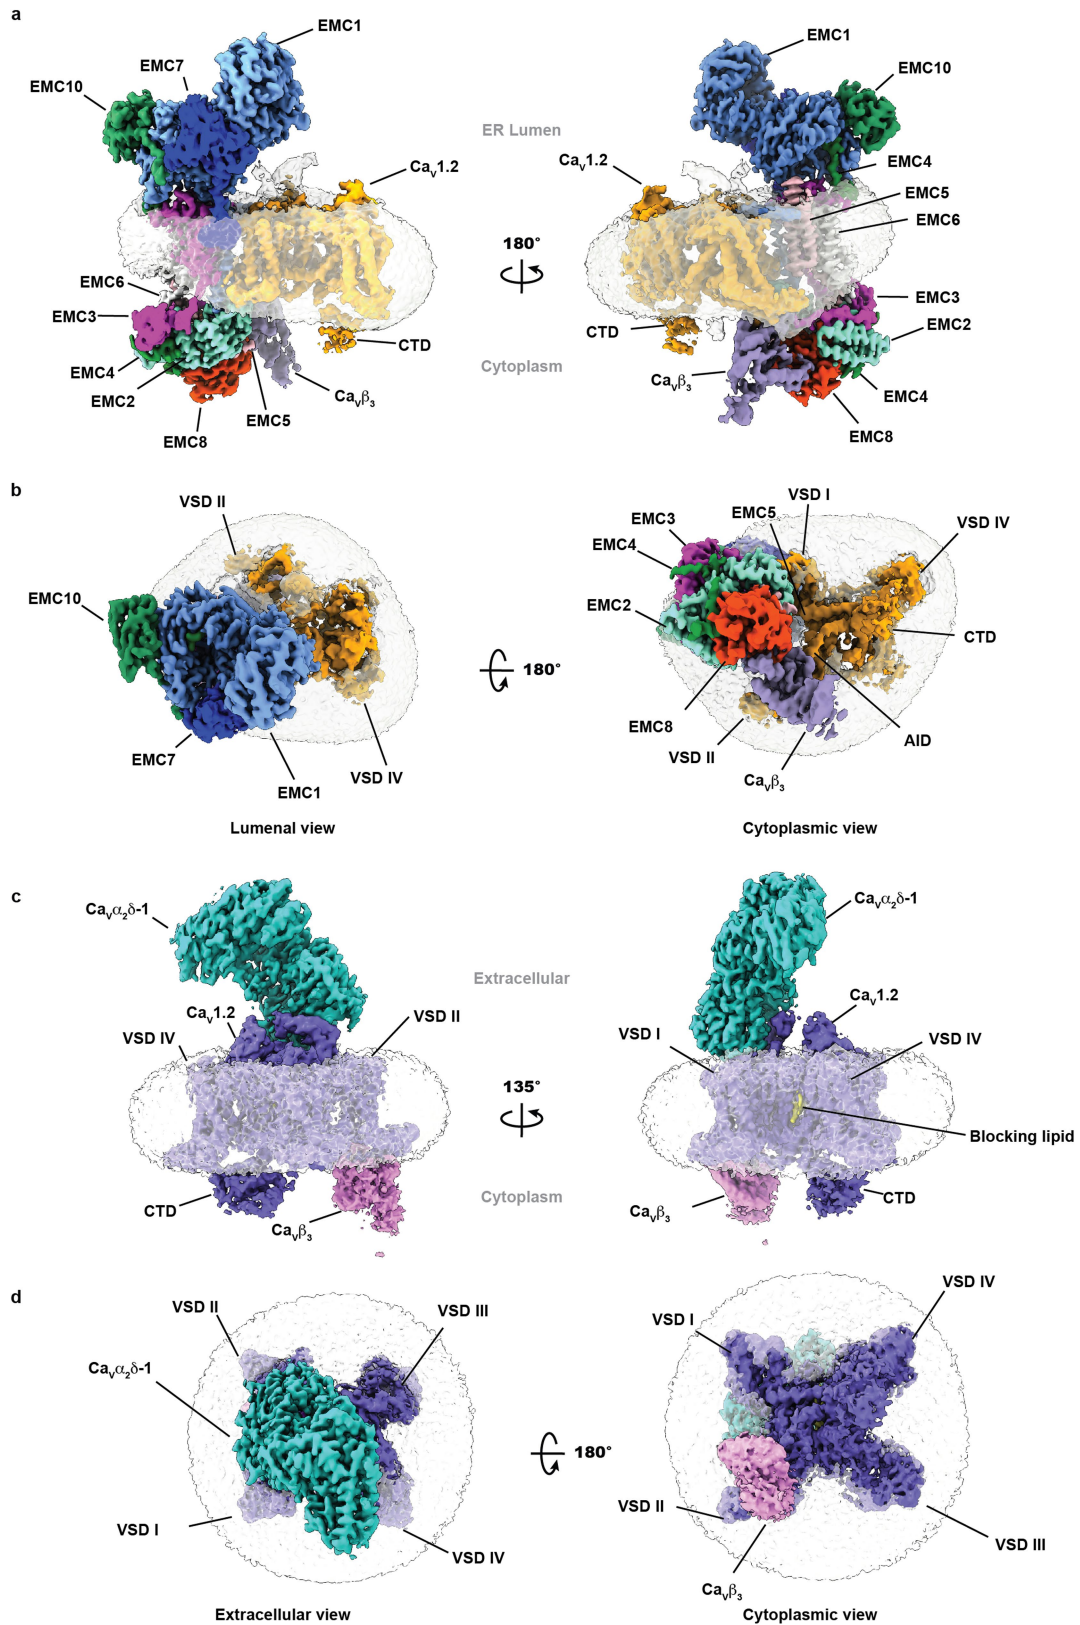 a
EMC1
EMC7
EMC10
ER Lumen
Caᵥ1.2
180°
EMC6
EMC3
EMC4
EMC2
EMC8
EMC5
Caᵥβ₃
CTD
Cytoplasm
EMC1
EMC10
Caᵥ1.2
EMC4
EMC5
EMC6
EMC3
EMC2
CTD
Caᵥβ₃
EMC4
EMC8
b
VSD II
EMC10
EMC7
EMC1
VSD IV
Lumenal view
180°
VSD I
EMC5
EMC3
VSD IV
EMC4
EMC2
CTD
EMC8
AID
VSD II
Caᵥβ₃
Cytoplasmic view
c
Caᵥα₂δ-1
Extracellular
Caᵥ1.2
VSD II
VSD IV
135°
CTD
Caᵥβ₃
Cytoplasm
Caᵥα₂δ-1
Caᵥ1.2
VSD I
VSD IV
Blocking lipid
Caᵥβ₃
CTD
d
VSD II
VSD III
Caᵥα₂δ-1
VSD I
VSD IV
Extracellular view
180°
VSD IV
VSD I
VSD II
VSD III
Caᵥβ₃
Cytoplasmic view